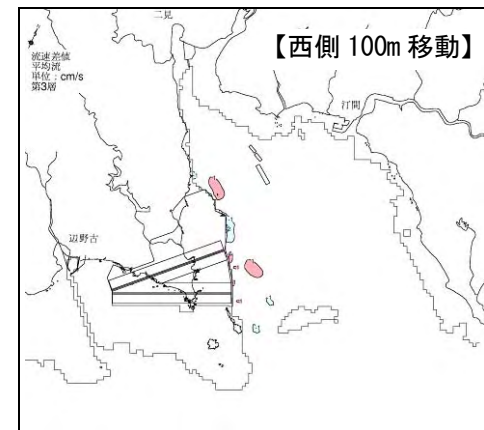 二見
【西側 100m 移動】
流速差値
平均流
単位：cm/s
第3層
汀間
辺野古